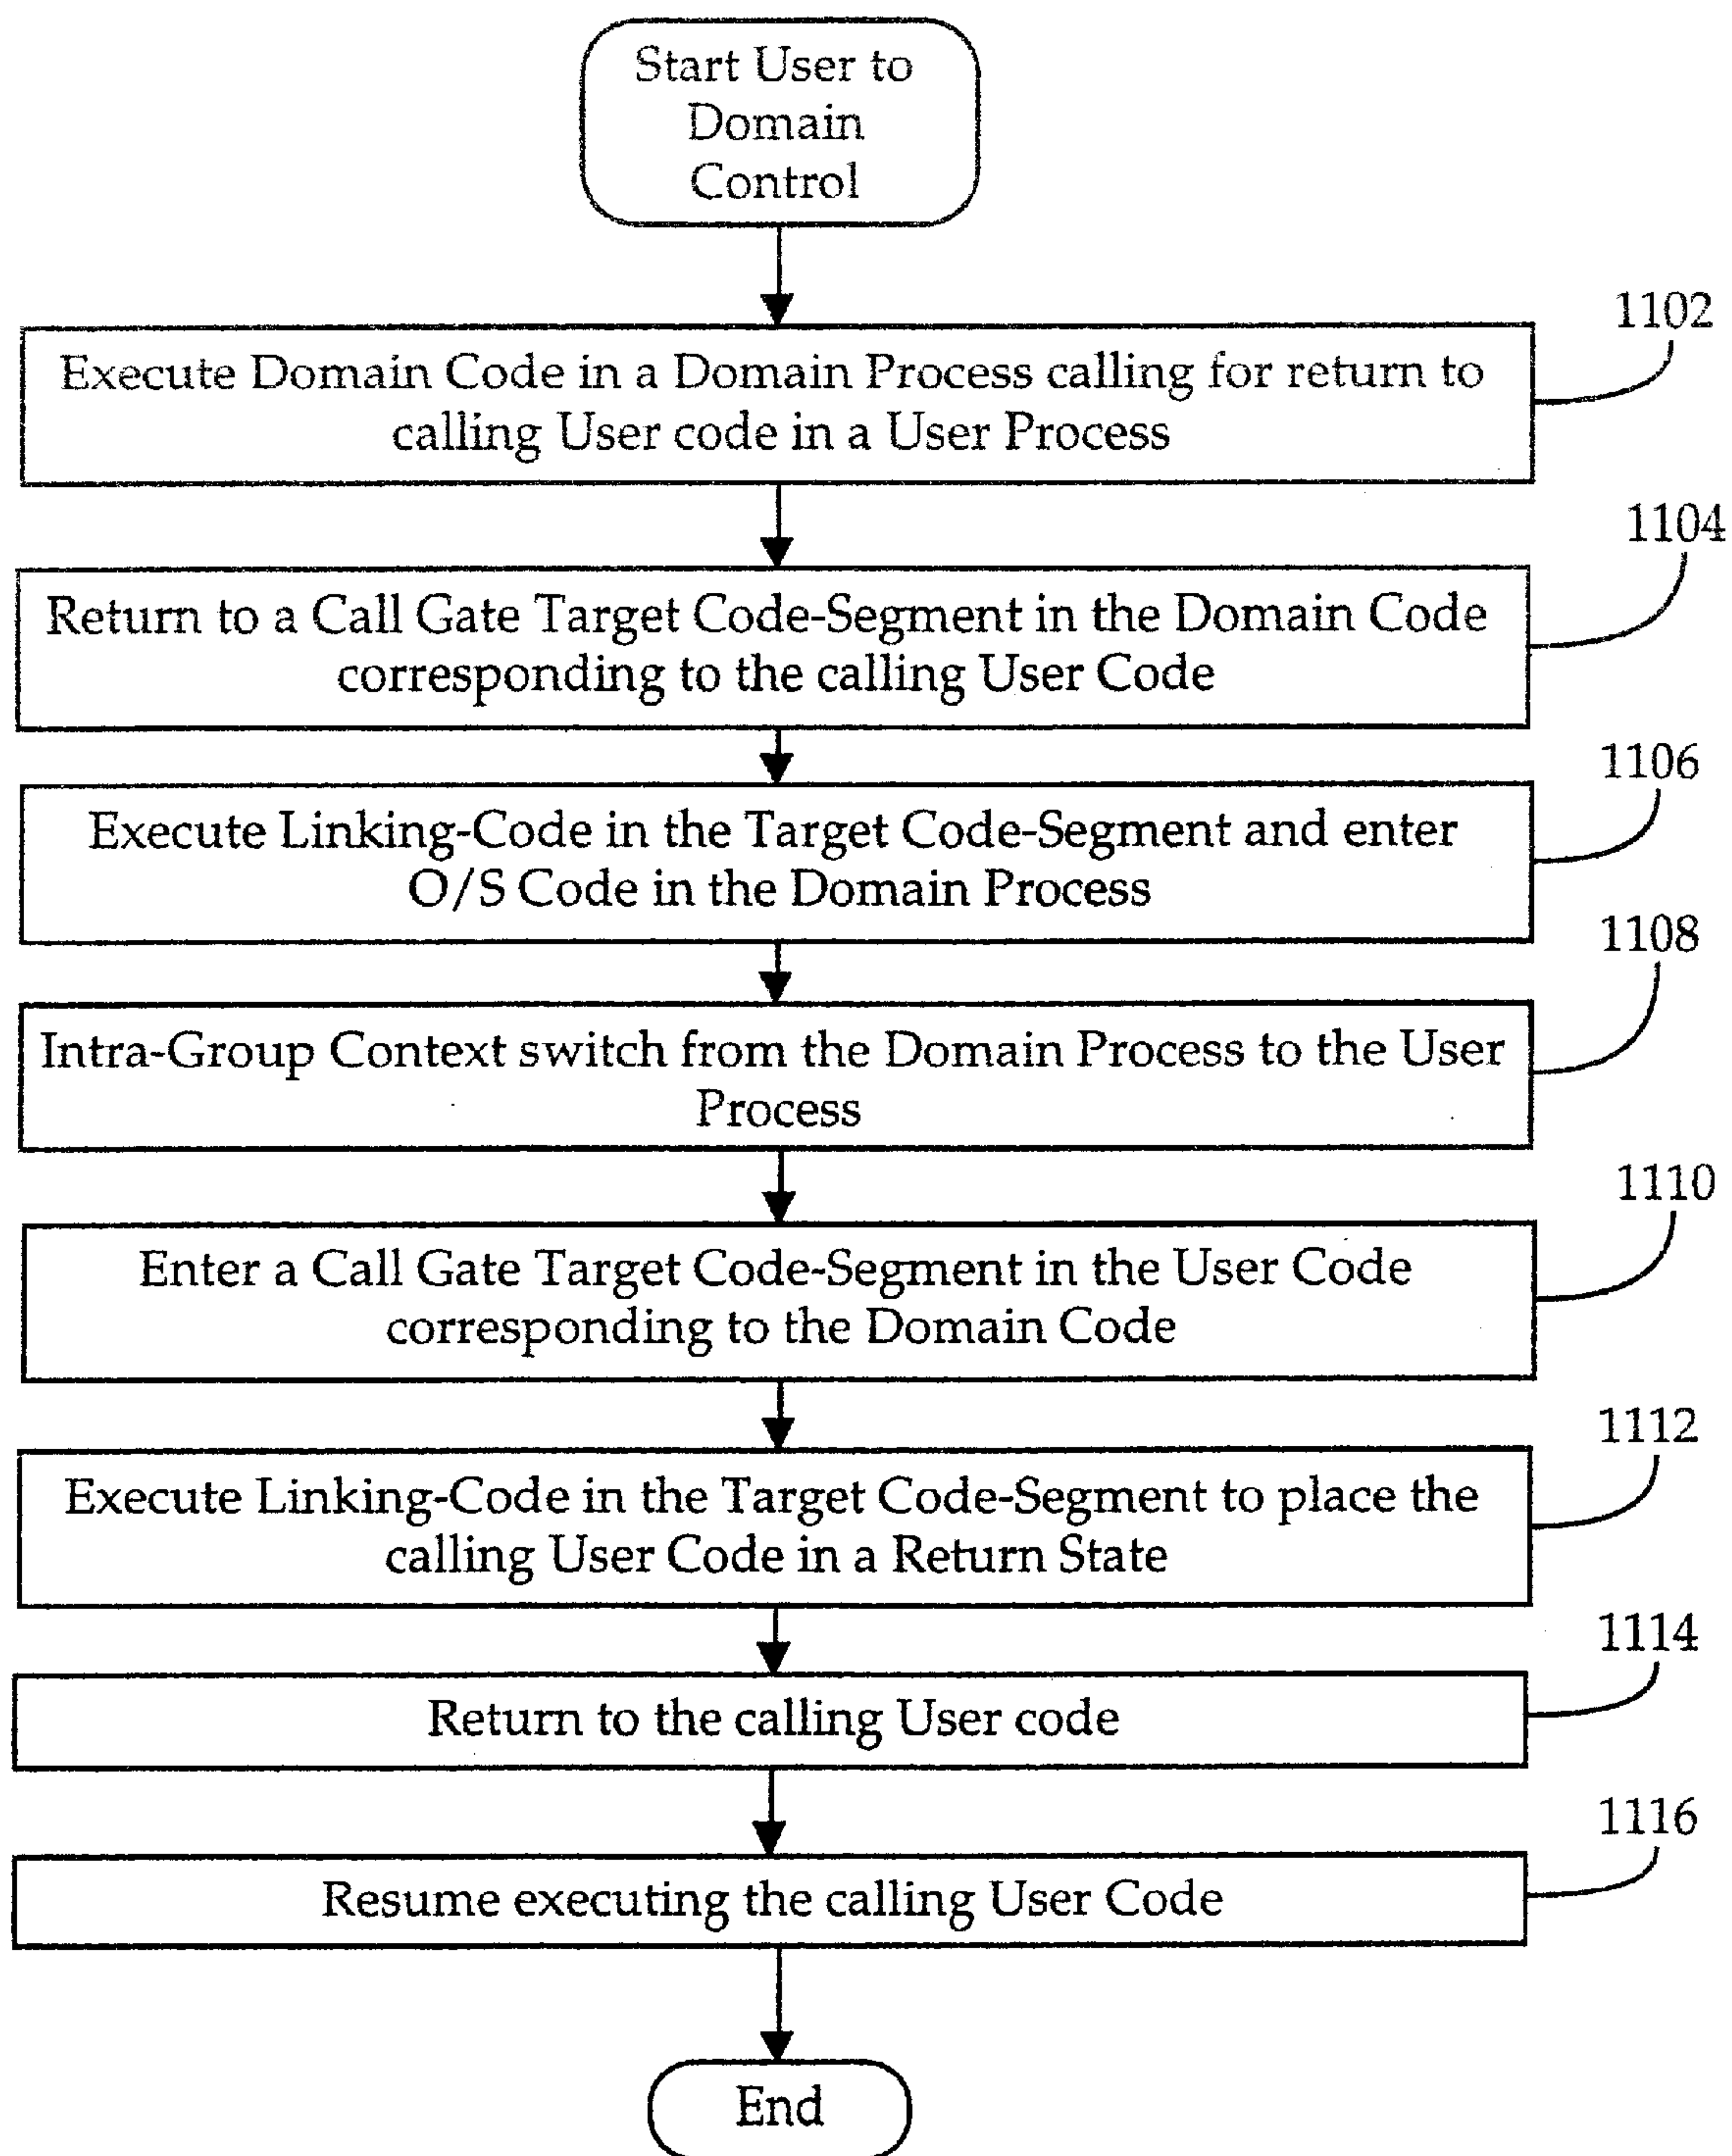 Start User to
Domain
Control
1102
Execute Domain Code in a Domain Process calling for return to
calling User code in a User Process
1104
Return to a Call Gate Target Code-Segment in the Domain Code
corresponding to the calling User Code
1106
Execute Linking-Code in the Target Code-Segment and enter
O/S Code in the Domain Process
1108
Intra-Group Context switch from the Domain Process to the User
Process
1110
Enter a Call Gate Target Code-Segment in the User Code
corresponding to the Domain Code
1112
Execute Linking-Code in the Target Code-Segment to place the
calling User Code in a Return State
1114
Return to the calling User code
1116
Resume executing the calling User Code
End